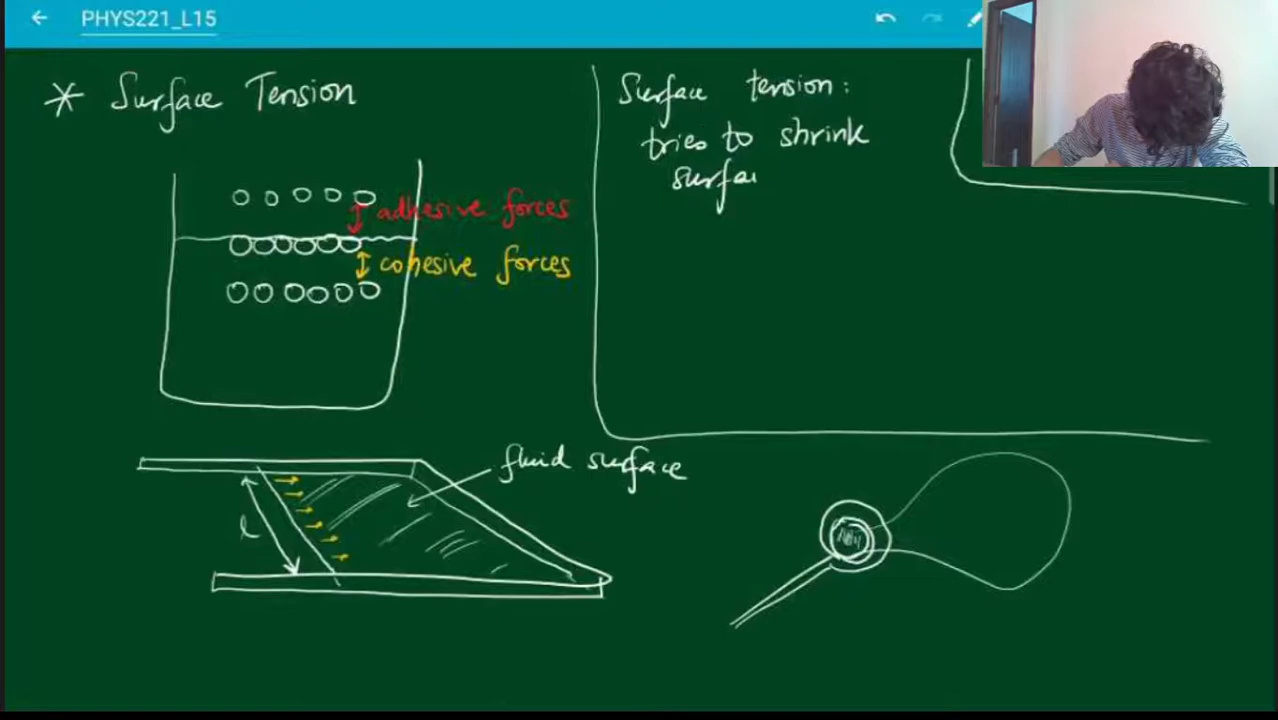 PHYS221_L15
* Surface Tension
adhesive forces
cohesive forces
Surface tension:
tries to shrink
surfa
fluid surface
l